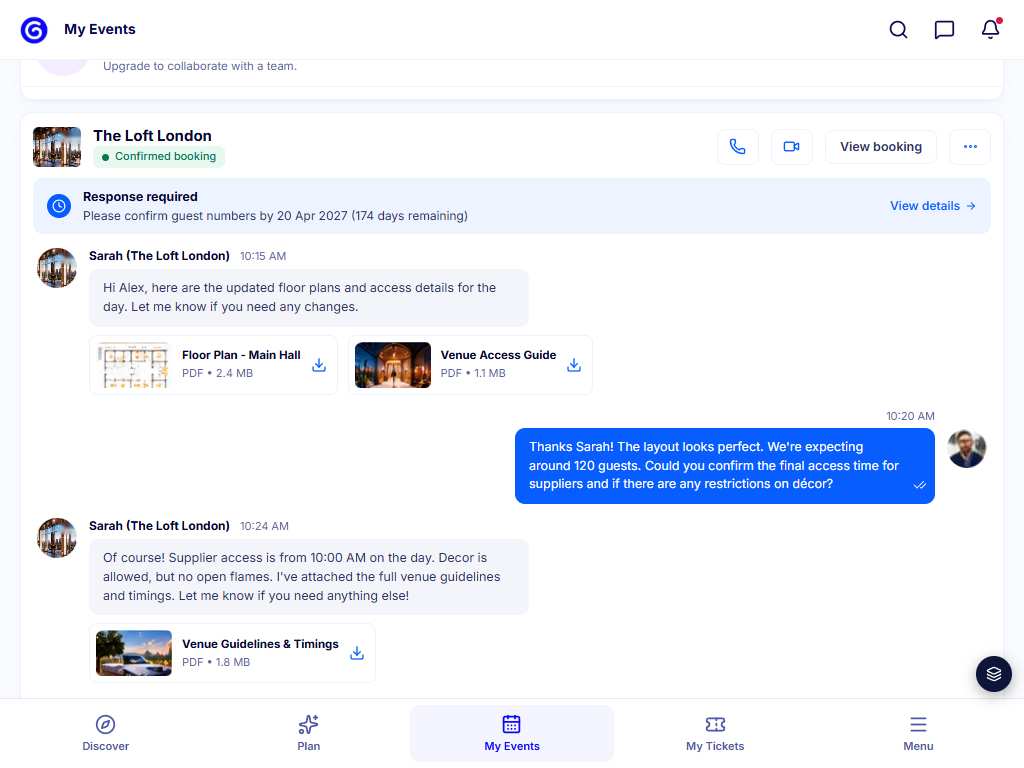 My Events
Upgrade to collaborate with a team.
The Loft London
Confirmed booking
View booking
Response required
Please confirm guest numbers by 20 Apr 2027 (174 days remaining)
View details →
Sarah (The Loft London) 10:15 AM
Hi Alex, here are the updated floor plans and access details for the
day. Let me know if you need any changes.
Floor Plan - Main Hall
PDF • 2.4 MB
Venue Access Guide
PDF • 1.1 MB
10:20 AM
Thanks Sarah! The layout looks perfect. We're expecting
around 120 guests. Could you confirm the final access time for
suppliers and if there are any restrictions on décor?
Sarah (The Loft London) 10:24 AM
Of course! Supplier access is from 10:00 AM on the day. Decor is
allowed, but no open flames. I've attached the full venue guidelines
and timings. Let me know if you need anything else!
Venue Guidelines & Timings
PDF • 1.8 MB
Discover
Plan
My Events
My Tickets
Menu